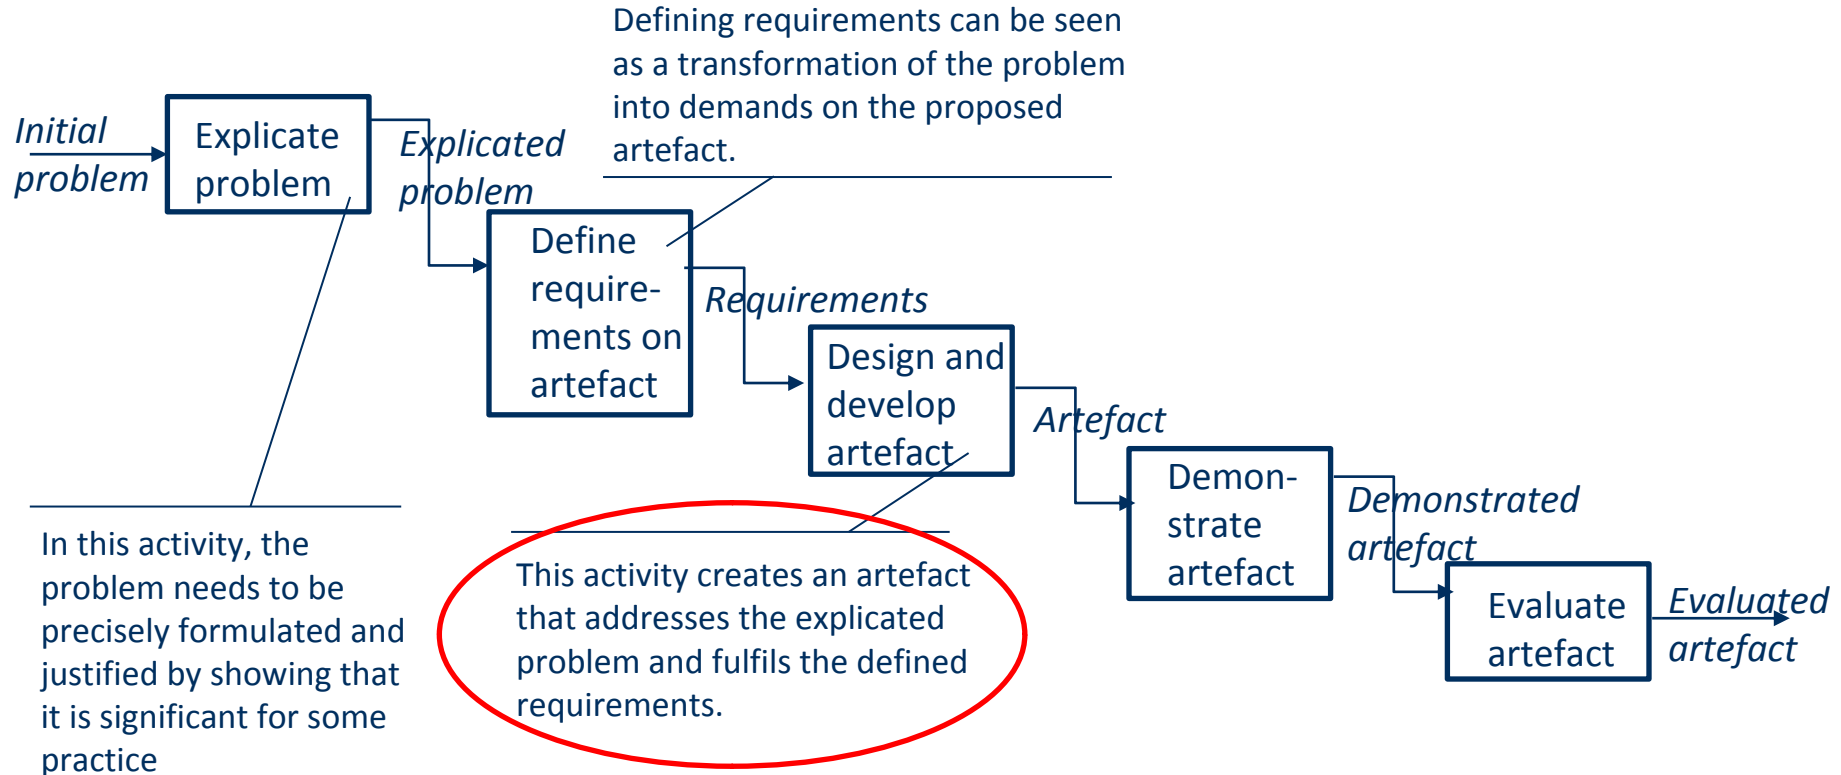 Defining requirements can be seen
as a transformation of the problem
into demands on the proposed
artefact.
Initial
problem
Explicate
problem
Explicated
problem
Define
require-
ments on
artefact
Requirements
Design and
develop
artefact
Artefact
Demon-
strate
artefact
Demonstrated
artefact
Evaluate
artefact
Evaluated
artefact
In this activity, the
problem needs to be
precisely formulated and
justified by showing that
it is significant for some
practice
This activity creates an artefact
that addresses the explicated
problem and fulfils the defined
requirements.